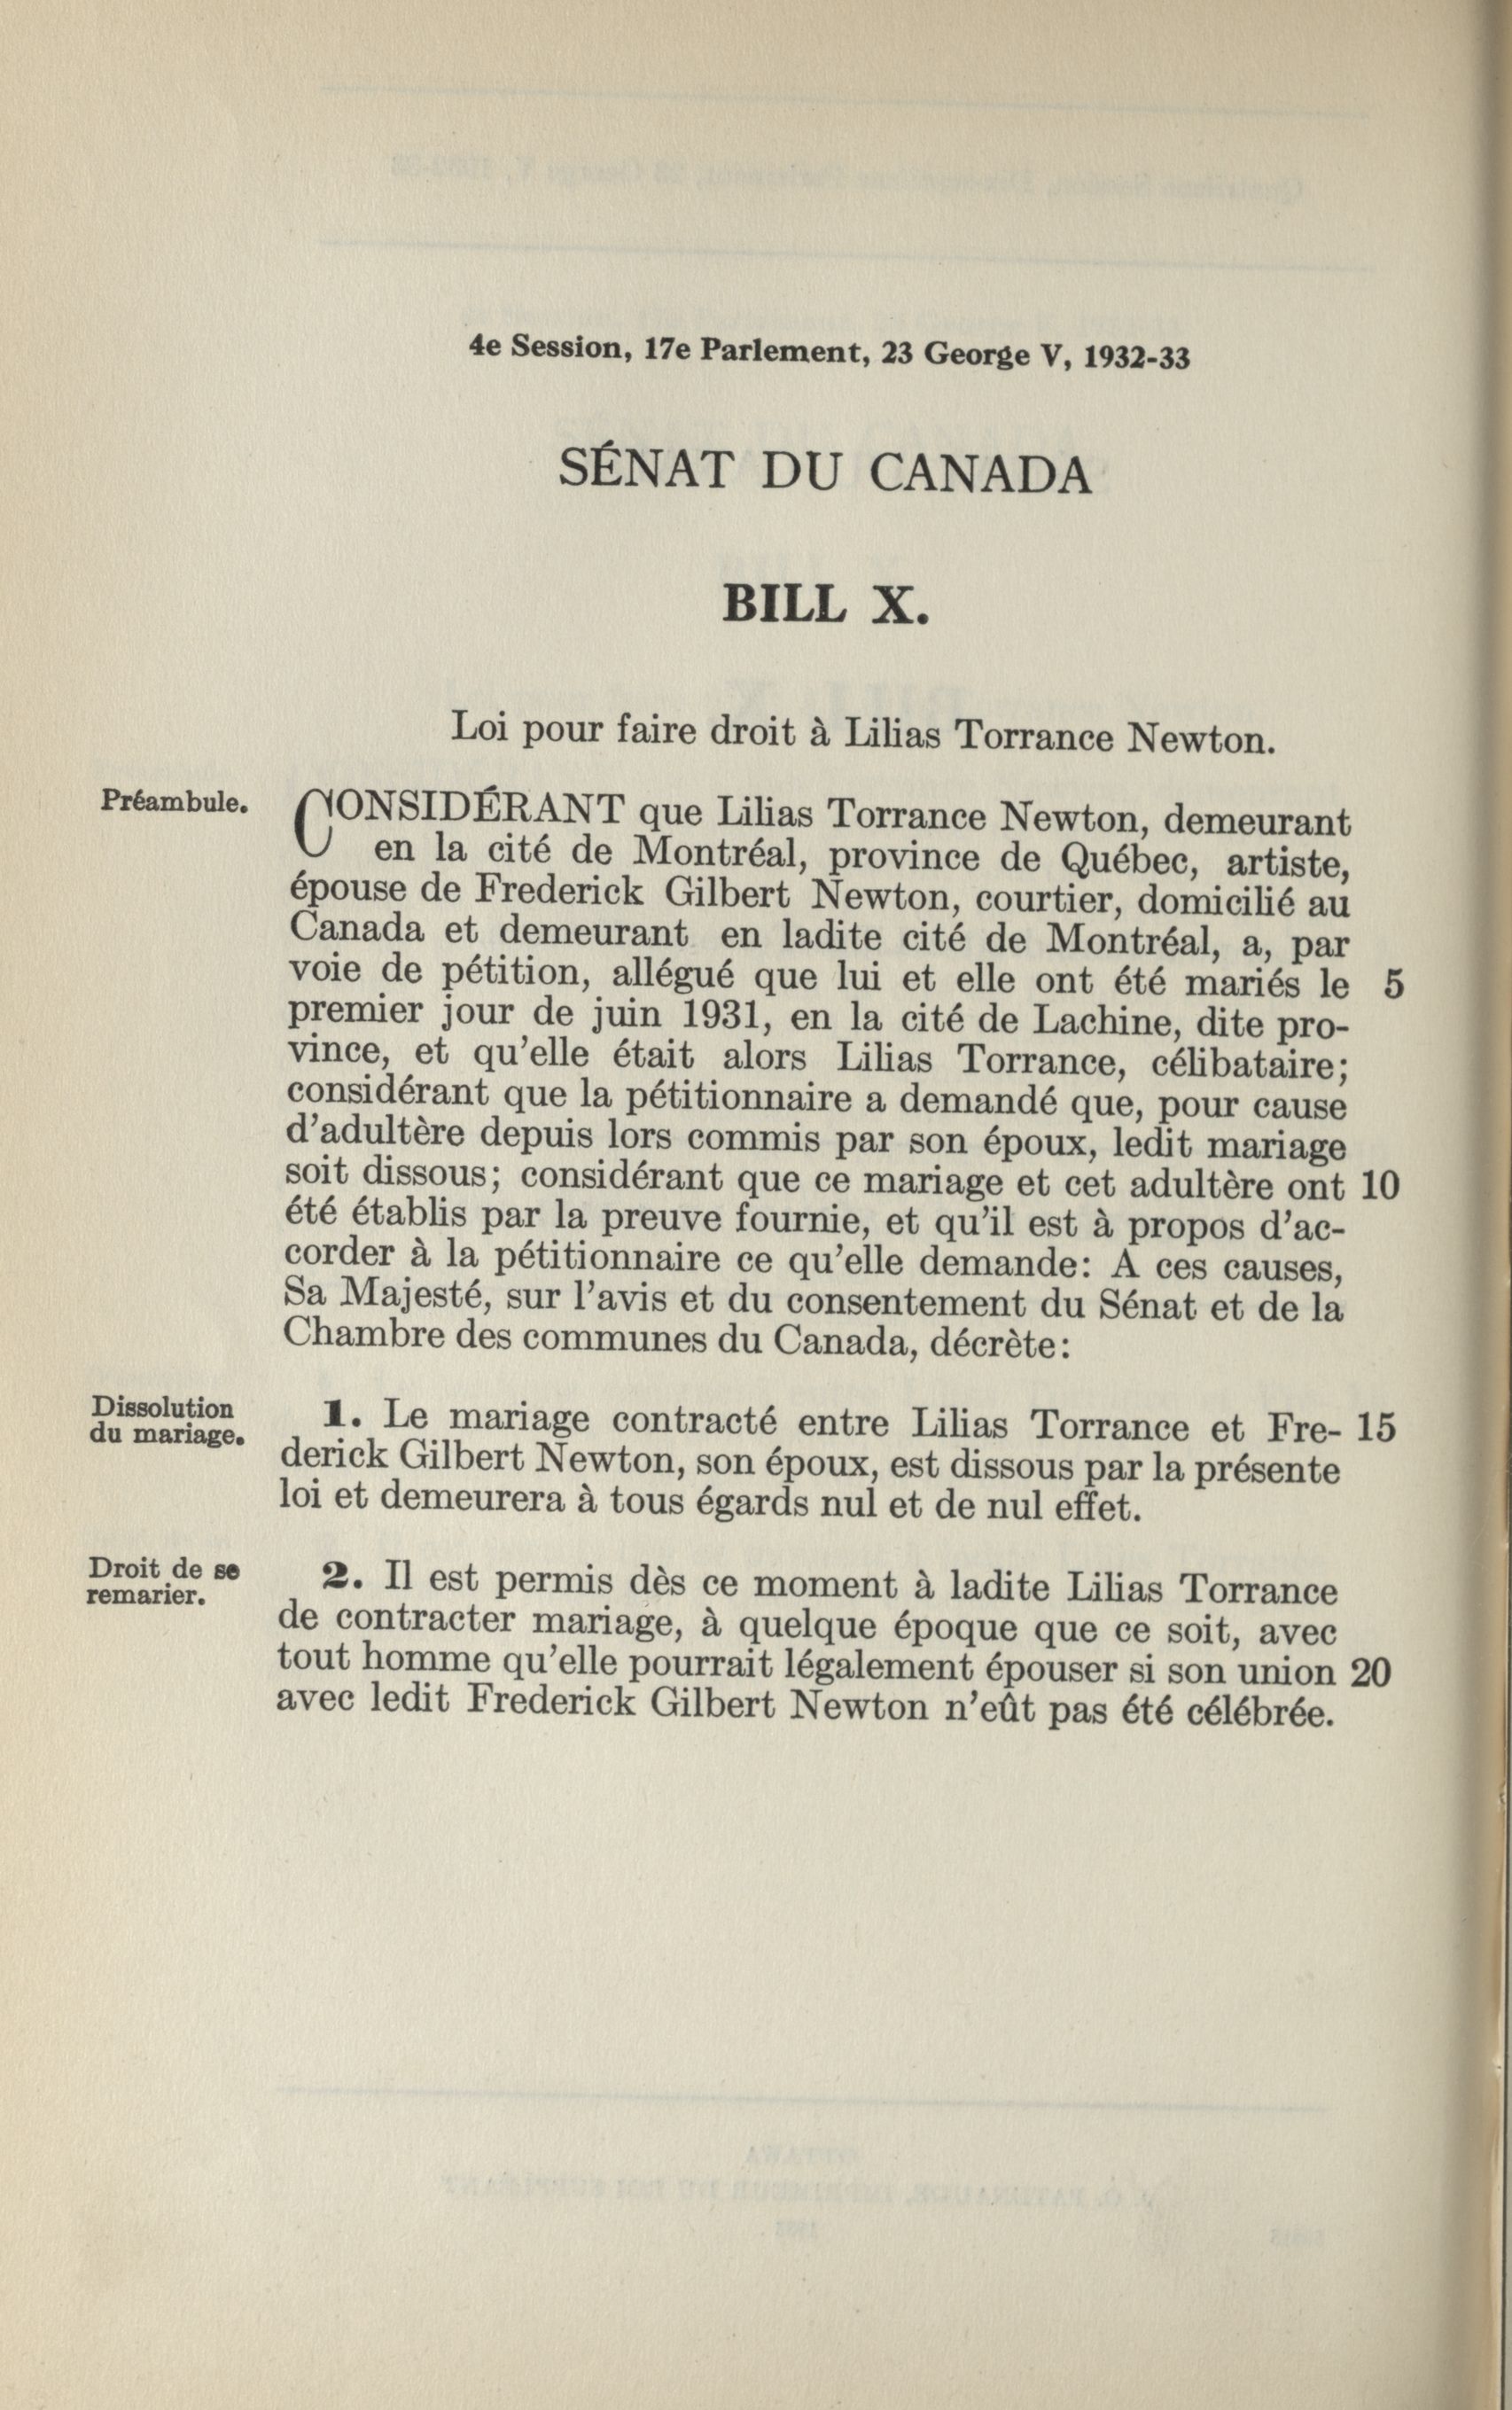 4e Session, 17e Parlement, 23 George V, 1932-33
SÉNAT DU CANADA
BILL X.
Loi pour faire droit à Lilias Torrance Newton.
Préambule.
CONSIDÉRANT que Lilias Torrance Newton, demeurant
en la cité de Montréal, province de Québec, artiste,
épouse de Frederick Gilbert Newton, courtier, domicilié au
Canada et demeurant en ladite cité de Montréal, a, par
voie de pétition, allégué que lui et elle ont été mariés le 5
premier jour de juin 1931, en la cité de Lachine, dite pro-
vince, et qu'elle était alors Lilias Torrance, célibataire;
considérant que la pétitionnaire a demandé que, pour cause
d'adultère depuis lors commis par son époux, ledit mariage
soit dissous; considérant que ce mariage et cet adultère ont 10
été établis par la preuve fournie, et qu'il est à propos d'ac-
corder à la pétitionnaire ce qu'elle demande: A ces causes,
Sa Majesté, sur l'avis et du consentement du Sénat et de la
Chambre des communes du Canada, décrète:
Dissolution
du mariage.
1. Le mariage contracté entre Lilias Torrance et Fre- 15
derick Gilbert Newton, son époux, est dissous par la présente
loi et demeurera à tous égards nul et de nul effet.
Droit de se
remarier.
2. Il est permis dès ce moment à ladite Lilias Torrance
de contracter mariage, à quelque époque que ce soit, avec
tout homme qu'elle pourrait légalement épouser si son union 20
avec ledit Frederick Gilbert Newton n'eût pas été célébrée.